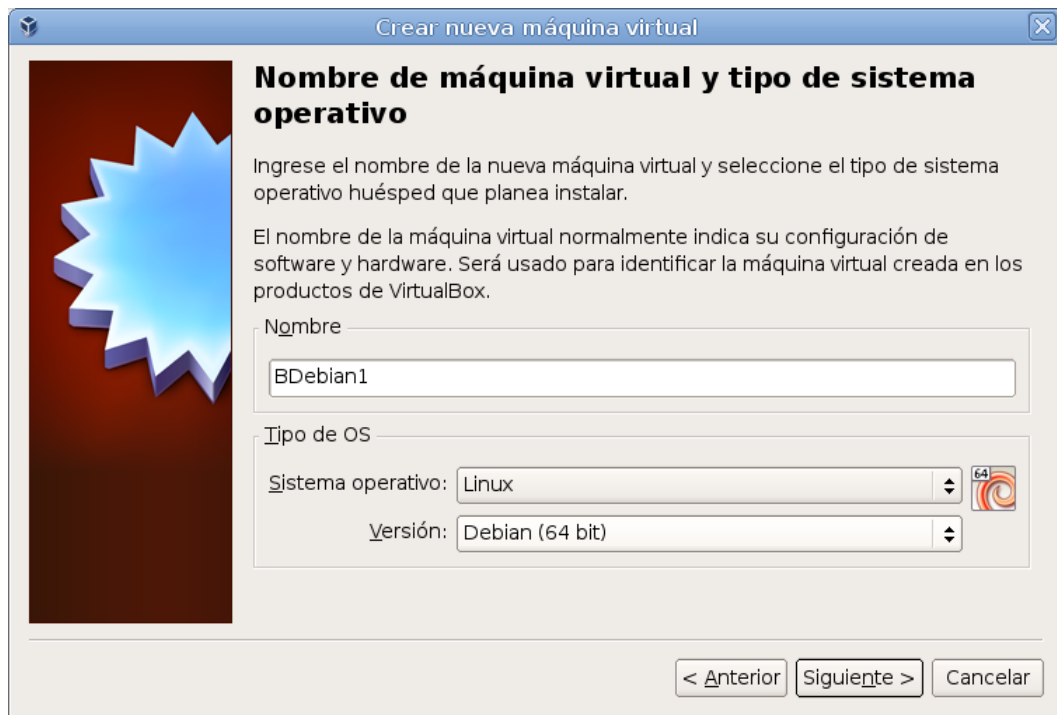 Crear nueva máquina virtual
Nombre de máquina virtual y tipo de sistema
operativo
Ingrese el nombre de la nueva máquina virtual y seleccione el tipo de sistema
operativo huésped que planea instalar.
El nombre de la máquina virtual normalmente indica su configuración de
software y hardware. Será usado para identificar la máquina virtual creada en los
productos de VirtualBox.
Nombre
BDebian1
Tipo de OS
Sistema operativo: Linux
64
Versión: Debian (64 bit)
< Anterior Siguiente > Cancelar